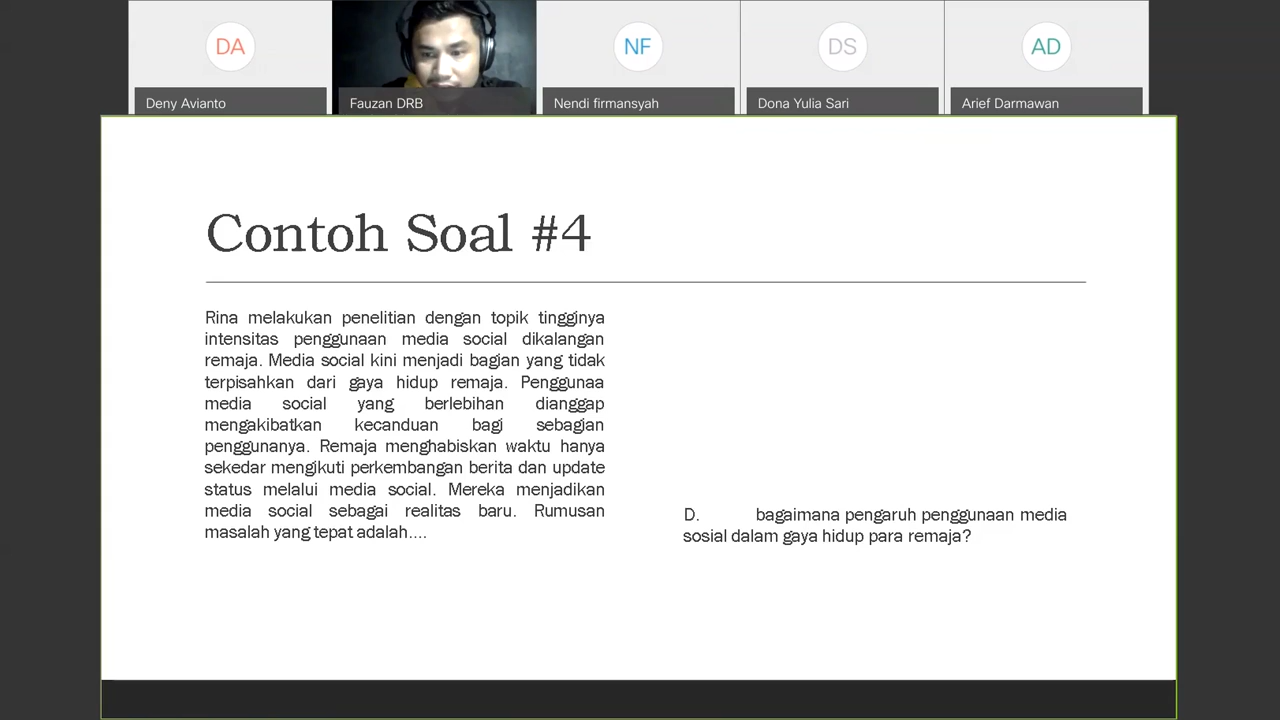 DA
NF
DS
AD
Deny Avianto
Fauzan DRB
Nendi firmansyah
Dona Yulia Sari
Arief Darmawan
Contoh Soal #4
Rina melakukan penelitian dengan topik tingginya
intensitas penggunaan media social dikalangan
remaja. Media social kini menjadi bagian yang tidak
terpisahkan dari gaya hidup remaja. Penggunaa
media social yang berlebihan dianggap
mengakibatkan kecanduan bagi sebagian
penggunanya. Remaja menghabiskan waktu hanya
sekedar mengikuti perkembangan berita dan update
status melalui media social. Mereka menjadikan
media social sebagai realitas baru. Rumusan
masalah yang tepat adalah....
D. bagaimana pengaruh penggunaan media
sosial dalam gaya hidup para remaja?